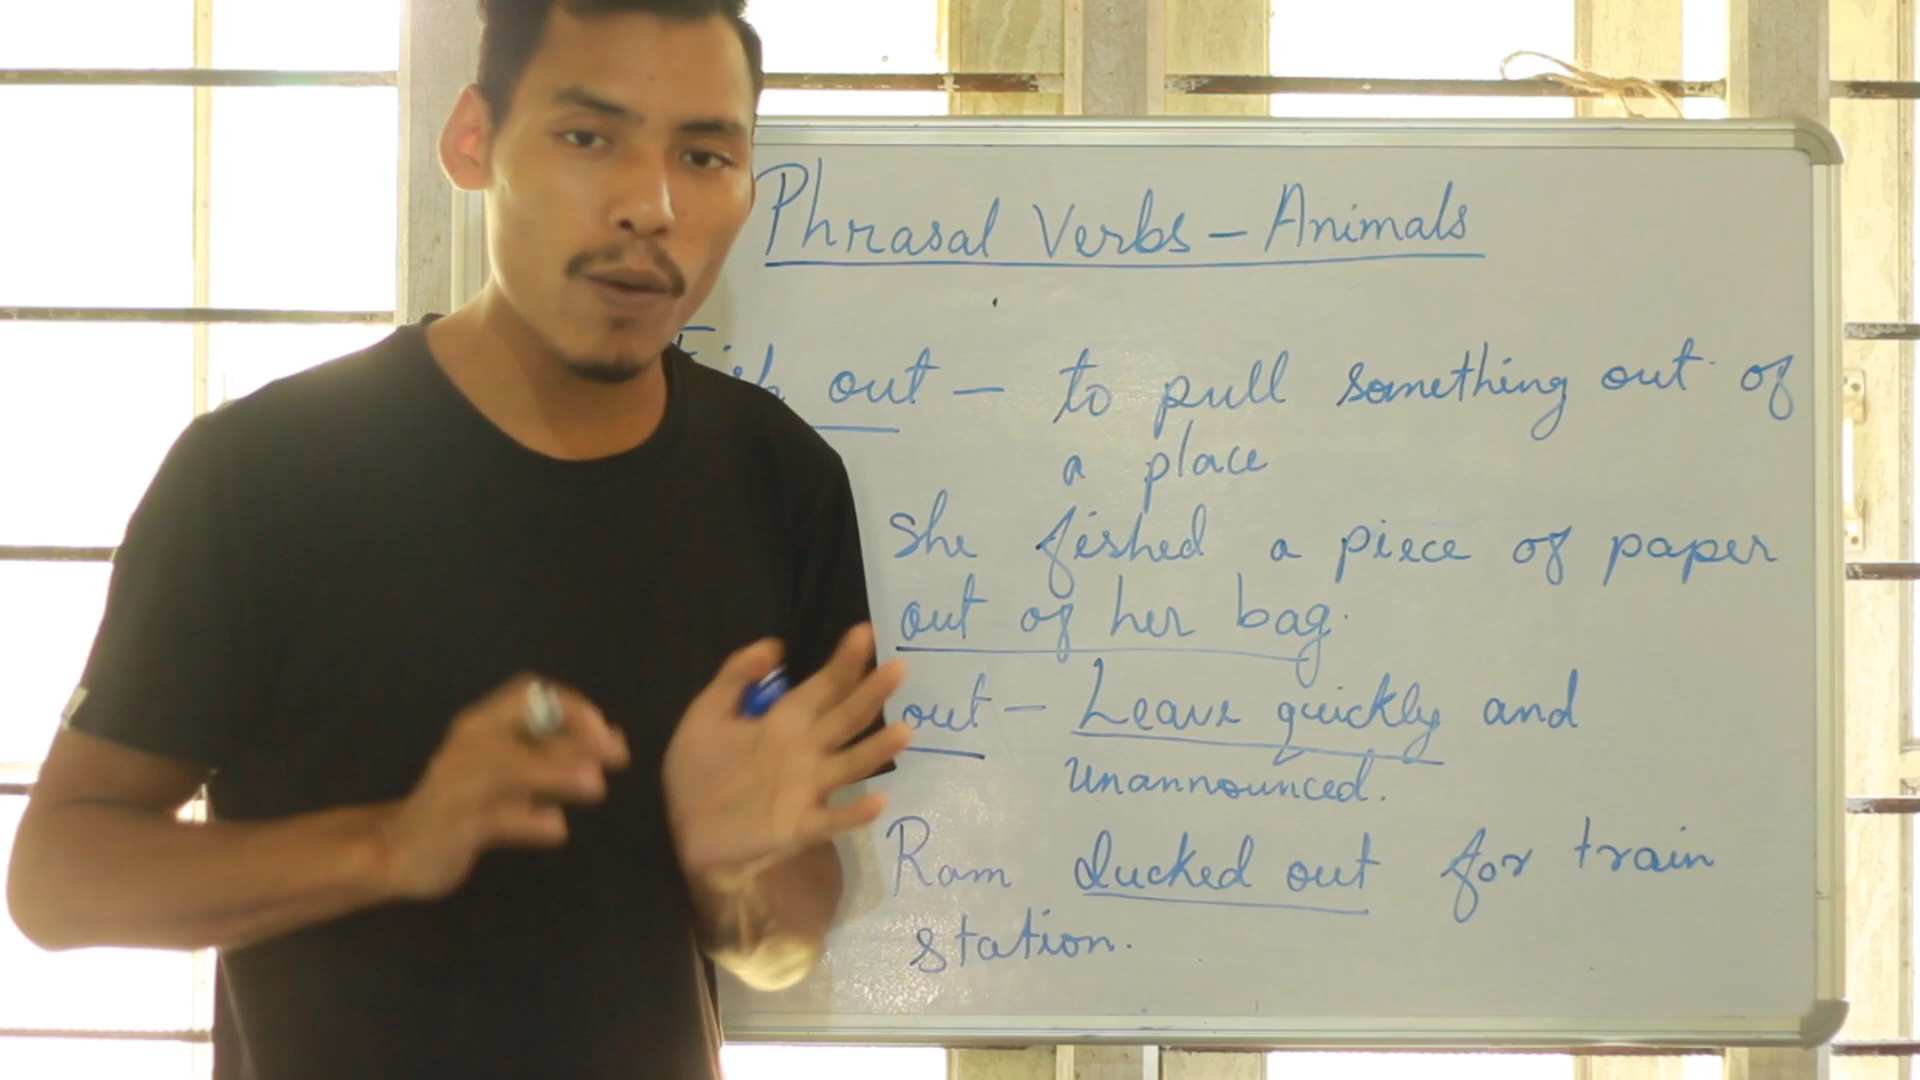 Phrasal Verbs - Animals
Fish out - to pull something out of
a place
She fished a piece of paper
out of her bag.
out - Leave quickly and
unannounced.
Ram ducked out for train
station.